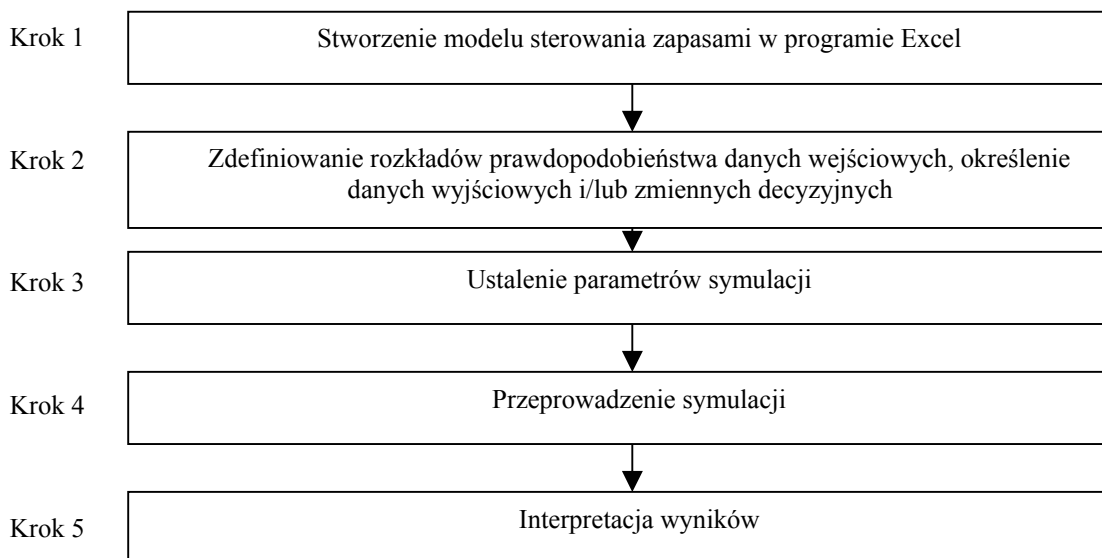 Krok 1
Stworzenie modelu sterowania zapasami w programie Excel
Krok 2
Zdefiniowanie rozkładów prawdopodobieństwa danych wejściowych, określenie
danych wyjściowych i/lub zmiennych decyzyjnych
Krok 3
Ustalenie parametrów symulacji
Krok 4
Przeprowadzenie symulacji
Krok 5
Interpretacja wyników